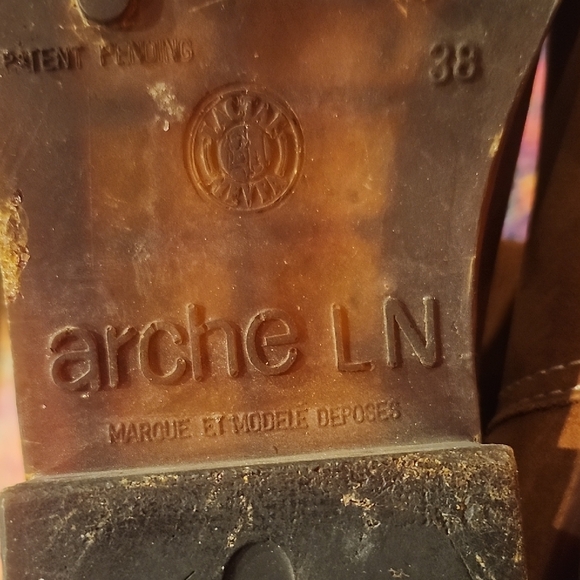 PATENT PENDING
38
arche LN
MARQUE ET MODELE DEPOSES